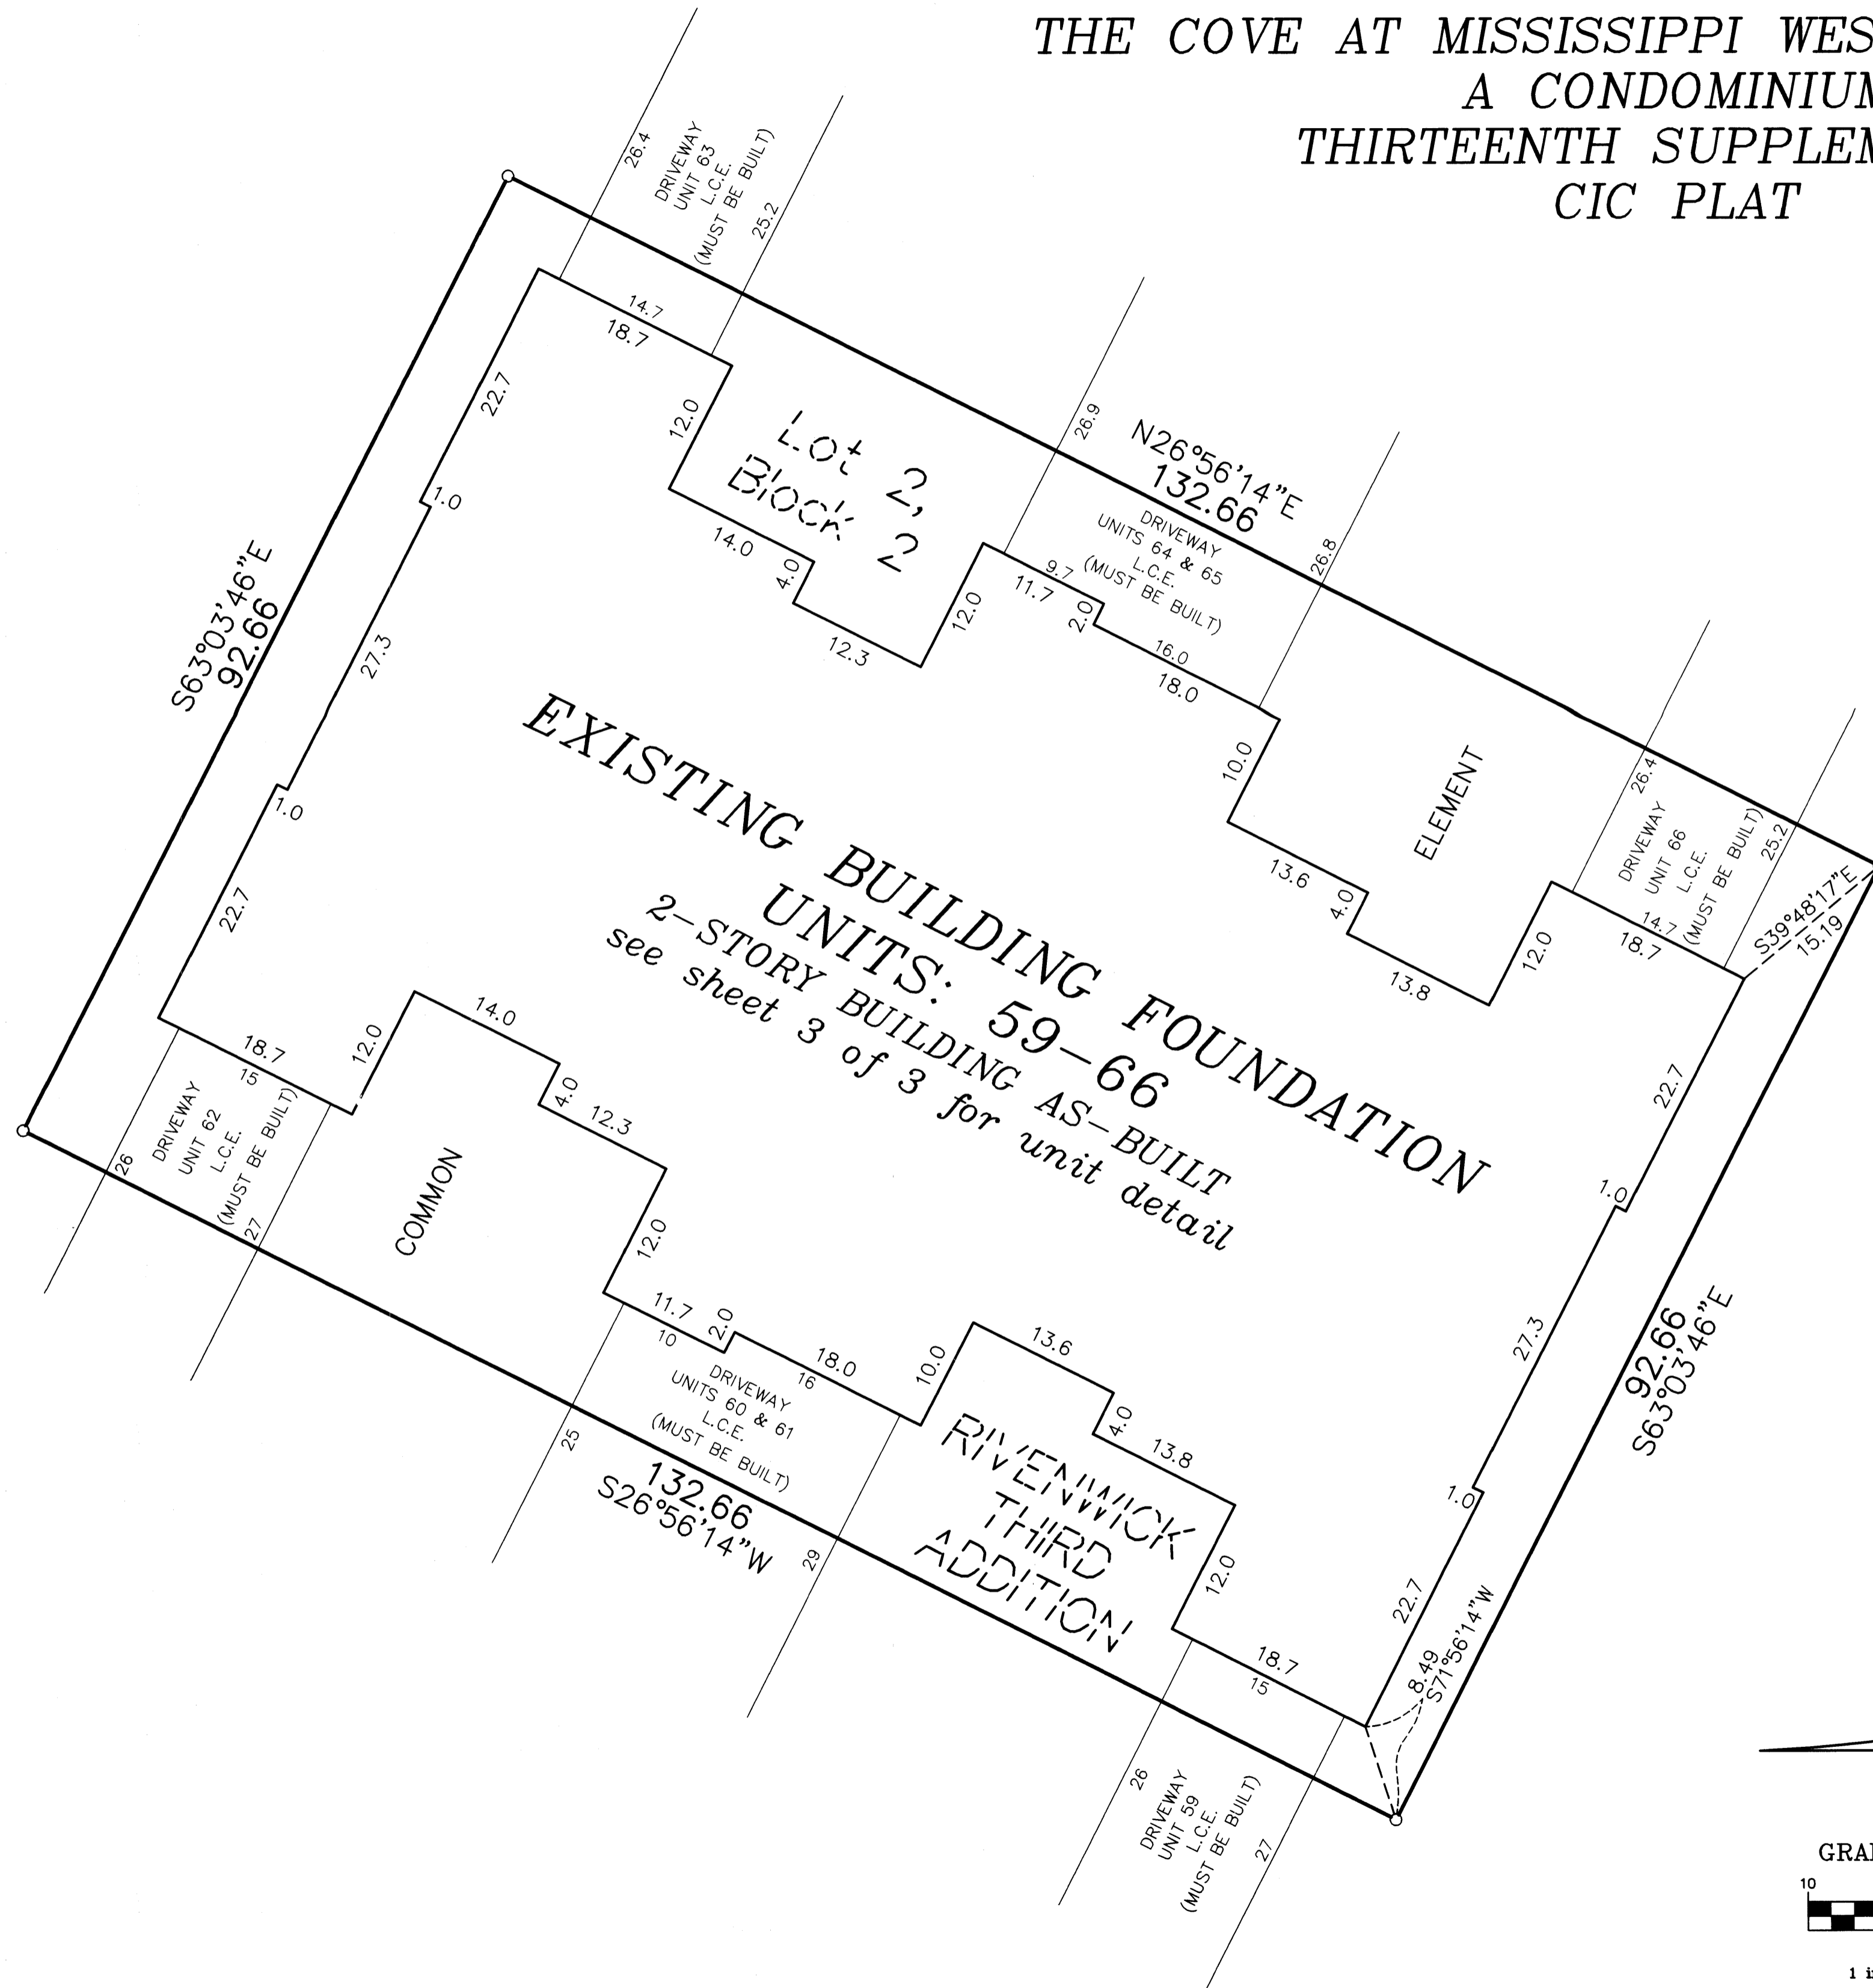 THE COVE AT MISSISSIPPI WES
A CONDOMINIUM
THIRTEENTH SUPPLEM
CIC PLAT
26.4
DRIVEWAY
UNIT 63
L.C.E.
(MUST BE BUILT)
25.2
14.7
18.7
22.7
12.0
Lot 2,
Block 2
1.0
14.0
4.0
12.3
12.0
26.9
N26°56'14"E
132.66
DRIVEWAY
UNITS 64 & 65
L.C.E.
(MUST BE BUILT)
26.8
9.7
11.7
2.0
16.0
18.0
S63°03'46"E
92.66
27.3
1.0
22.7
10.0
ELEMENT
13.6
4.0
13.8
12.0
26.4
DRIVEWAY
UNIT 66
L.C.E.
(MUST BE BUILT)
25.2
14.7
18.7
S39°48'17"E
15.19
EXISTING BUILDING FOUNDATION
UNITS: 59-66
2-STORY BUILDING AS-BUILT
see sheet 3 of 3 for unit detail
22.7
1.0
27.3
92.66
S63°03'46"E
1.0
22.7
8.49
S71°56'14"W
18.7
15
12.0
14.0
4.0
12.3
26
DRIVEWAY
UNIT 62
L.C.E.
(MUST BE BUILT)
27
COMMON
12.0
11.7
10
2.0
18.0
16
10.0
DRIVEWAY
UNITS 60 & 61
L.C.E.
(MUST BE BUILT)
25
132.66
S26°56'14"W
29
13.6
4.0
13.8
RIVENWICK
THIRD
ADDITION
12.0
18.7
15
26
DRIVEWAY
UNIT 59
L.C.E.
(MUST BE BUILT)
27
GRA
10
1 i